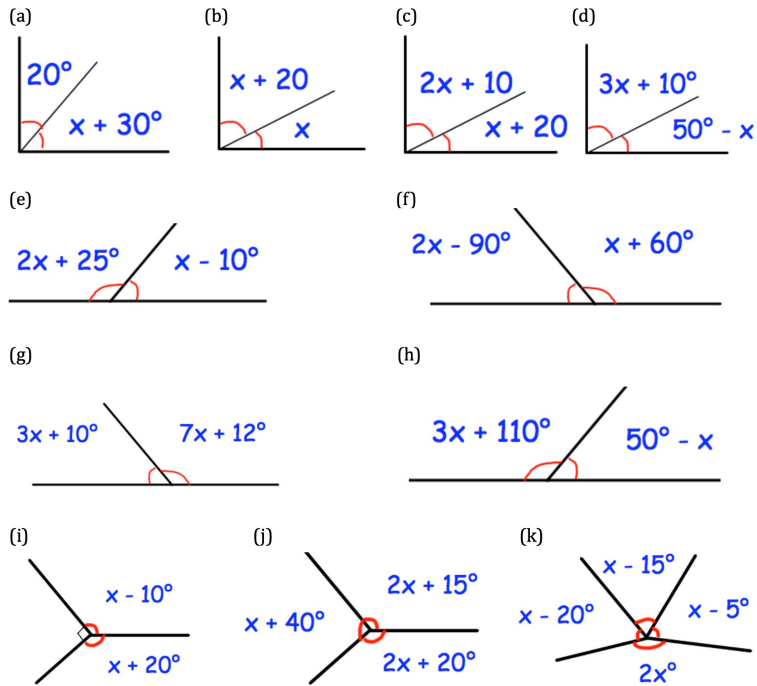 (a)
(b)
(c)
(d)
20°
x + 30°
x + 20
x
2x + 10
x + 20
3x + 10°
50° - x
(e)
(f)
2x + 25°
x - 10°
2x - 90°
x + 60°
(g)
(h)
3x + 10°
7x + 12°
3x + 110°
50° - x
(i)
(j)
(k)
x - 10°
x + 20°
x + 40°
2x + 15°
2x + 20°
x - 15°
x - 20°
x - 5°
2x°